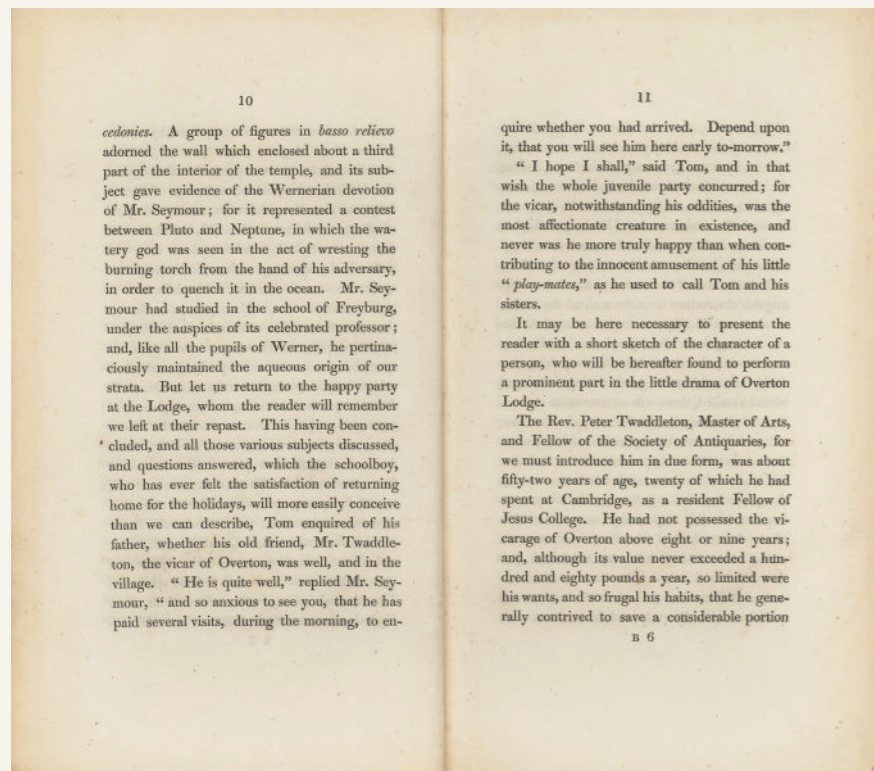 10
cedonies. A group of figures in basso relievo
adorned the wall which enclosed about a third
part of the interior of the temple, and its sub-
ject gave evidence of the Wernerian devotion
of Mr. Seymour; for it represented a contest
between Pluto and Neptune, in which the wa-
tery god was seen in the act of wresting the
burning torch from the hand of his adversary,
in order to quench it in the ocean. Mr. Sey-
mour had studied in the school of Freyburg,
under the auspices of its celebrated professor;
and, like all the pupils of Werner, he pertina-
ciously maintained the aqueous origin of our
strata. But let us return to the happy party
at the Lodge, whom the reader will remember
we left at their repast. This having been con-
cluded, and all those various subjects discussed,
and questions answered, which the schoolboy,
who has ever felt the satisfaction of returning
home for the holidays, will more easily conceive
than we can describe, Tom enquired of his
father, whether his old friend, Mr. Twaddle-
ton, the vicar of Overton, was well, and in the
village. “ He is quite well,” replied Mr. Sey-
mour, “ and so anxious to see you, that he has
paid several visits, during the morning, to en-
11
quire whether you had arrived. Depend upon
it, that you will see him here early to-morrow.”
“ I hope I shall,” said Tom, and in that
wish the whole juvenile party concurred; for
the vicar, notwithstanding his oddities, was the
most affectionate creature in existence, and
never was he more truly happy than when con-
tributing to the innocent amusement of his little
“ play-mates,” as he used to call Tom and his
sisters.
It may be here necessary to present the
reader with a short sketch of the character of a
person, who will be hereafter found to perform
a prominent part in the little drama of Overton
Lodge.
The Rev. Peter Twaddleton, Master of Arts,
and Fellow of the Society of Antiquaries, for
we must introduce him in due form, was about
fifty-two years of age, twenty of which he had
spent at Cambridge, as a resident Fellow of
Jesus College. He had not possessed the vi-
carage of Overton above eight or nine years;
and, although its value never exceeded a hun-
dred and eighty pounds a year, so limited were
his wants, and so frugal his habits, that he gene-
rally contrived to save a considerable portion
B 6